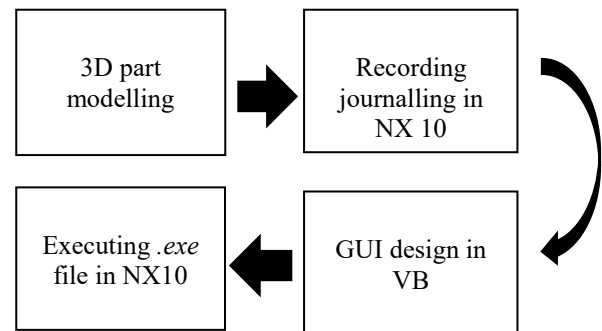 3D part
modelling
Recording
journalling in
NX 10
GUI design in
VB
Executing .exe
file in NX10